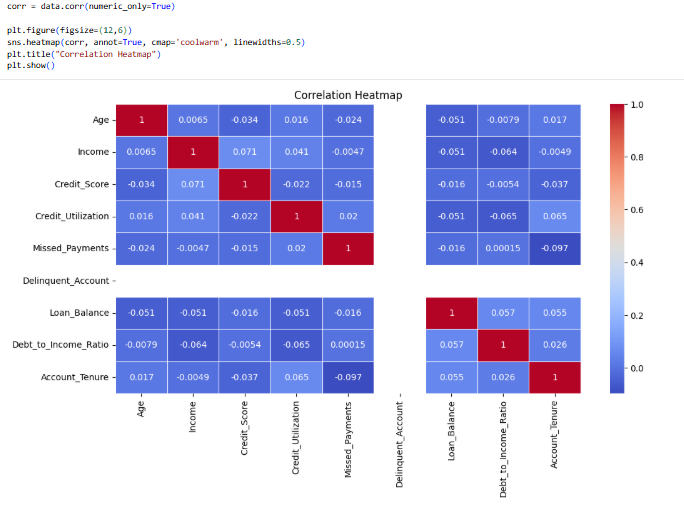 corr = data.corr(numeric_only=True)
plt.figure(figsize=(12,6))
sns.heatmap(corr, annot=True, cmap='coolwarm', linewidths=0.5)
plt.title("Correlation Heatmap")
plt.show()
Correlation Heatmap
Age 1 0.0065 -0.034 0.016 -0.024 -0.051 -0.0079 0.017
Income 0.0065 1 0.071 0.041 -0.0047 -0.051 -0.064 -0.0049
Credit_Score -0.034 0.071 1 -0.022 -0.015 -0.016 -0.0054 -0.037
Credit_Utilization 0.016 0.041 -0.022 1 0.02 -0.051 -0.065 0.065
Missed_Payments -0.024 -0.0047 -0.015 0.02 1 -0.016 0.00015 -0.097
Delinquent_Account
Loan_Balance -0.051 -0.051 -0.016 -0.051 -0.016 1 0.057 0.055
Debt_to_Income_Ratio -0.0079 -0.064 -0.0054 -0.065 0.00015 0.057 1 0.026
Account_Tenure 0.017 -0.0049 -0.037 0.065 -0.097 0.055 0.026 1
Age
Income
Credit_Score
Credit_Utilization
Missed_Payments
Delinquent_Account
Loan_Balance
Debt_to_Income_Ratio
Account_Tenure
1.0
0.8
0.6
0.4
0.2
0.0